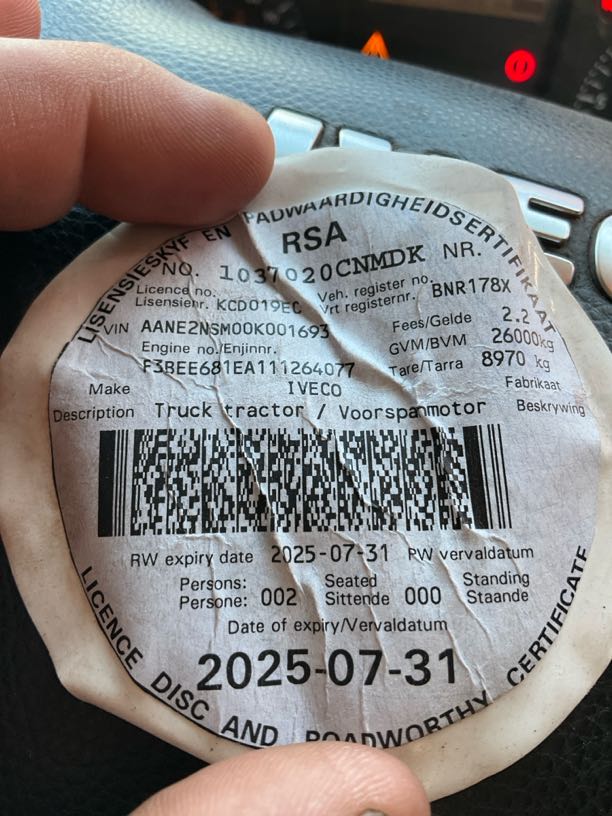 LISENSIESKYF EN PADWAARDIGHEIDSERTIFIKAAT
RSA
NO. 1037020CNMDK NR.
Licence no. Veh. register no.
Lisensienr. KCD019EC Vrt registernr. BNR178X
VIN AANE2NSM00K001693 Fees/Gelde 2.2
Engine no./Enjinnr. GVM/BVM 26000kg
F3BEE681EA111264077 Tare/Tarra 8970 kg
Make IVECO Fabrikaat
Description Truck tractor / Voorspanmotor Beskrywing
RW expiry date 2025-07-31 PW vervaldatum
Persons: Seated Standing
Persone: 002 Sittende 000 Staande
Date of expiry/Vervaldatum
2025-07-31
LICENCE DISC AND ROADWORTHY CERTIFICATE